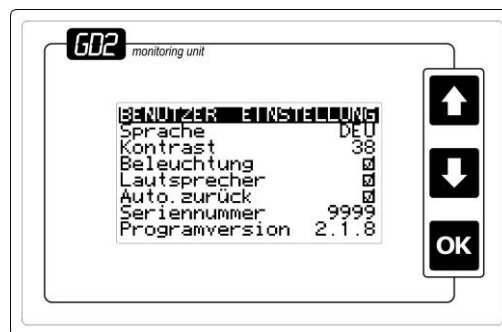 GD2 monitoring unit
BENUTZER EINSTELLUNG
Sprache DEU
Kontrast 38
Beleuchtung ☑
Lautsprecher ☑
Auto.zurück ☑
Seriennummer 9999
Programversion 2.1.8
OK